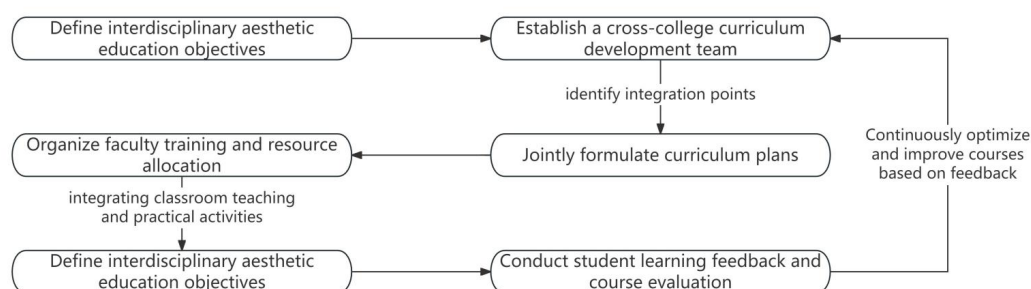 Define interdisciplinary aesthetic
education objectives
Establish a cross-college curriculum
development team
identify integration points
Continuously optimize
and improve courses
based on feedback
Organize faculty training and resource
allocation
Jointly formulate curriculum plans
integrating classroom teaching
and practical activities
Define interdisciplinary aesthetic
education objectives
Conduct student learning feedback and
course evaluation